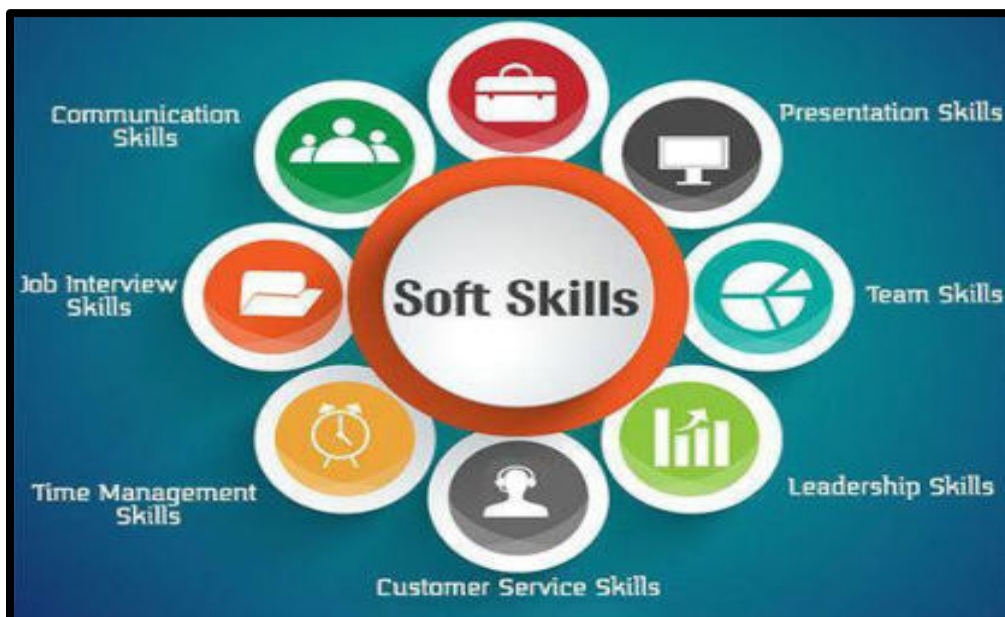 Communication
Skills
Presentation Skills
Job Interview
Skills
Soft Skills
Team Skills
Time Management
Skills
Leadership Skills
Customer Service Skills